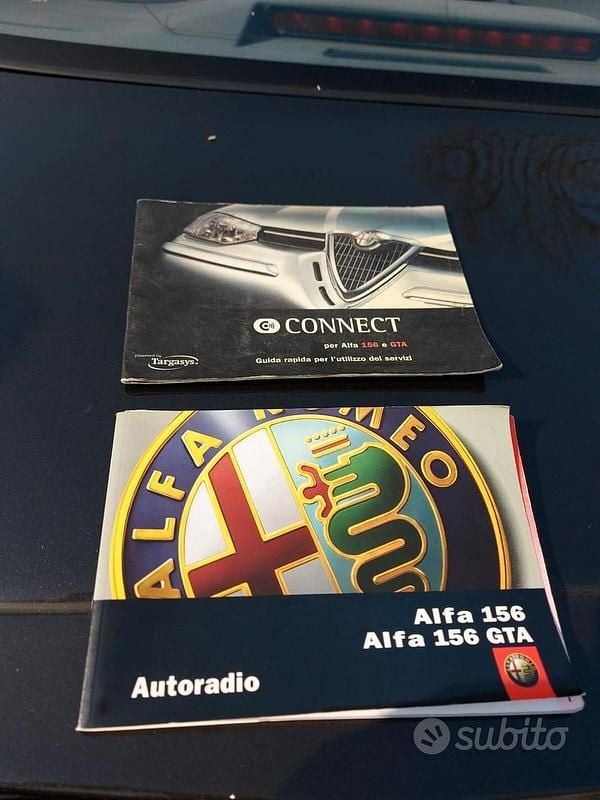 CONNECT
per Alfa 156 e GTA
Guida rapida per l'utilizzo dei servizi
powered by
Targasys
ALFA ROMEO
Alfa 156
Alfa 156 GTA
Autoradio
subito